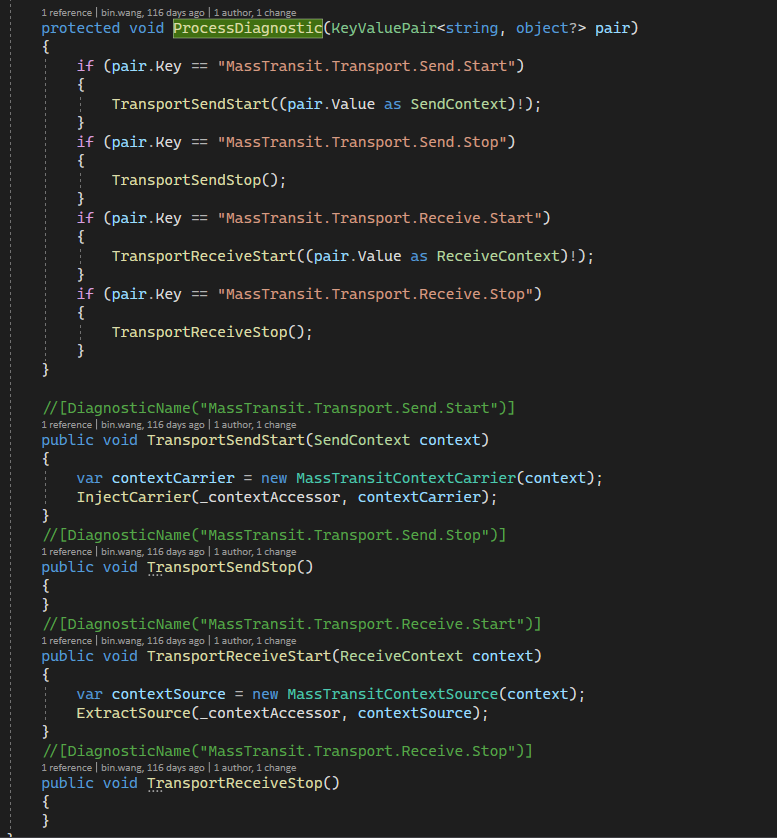 1 reference | bin.wang, 116 days ago | 1 author, 1 change
protected void ProcessDiagnostic(KeyValuePair<string, object?> pair)
{
if (pair.Key == "MassTransit.Transport.Send.Start")
{
TransportSendStart((pair.Value as SendContext)!);
}
if (pair.Key == "MassTransit.Transport.Send.Stop")
{
TransportSendStop();
}
if (pair.Key == "MassTransit.Transport.Receive.Start")
{
TransportReceiveStart((pair.Value as ReceiveContext)!);
}
if (pair.Key == "MassTransit.Transport.Receive.Stop")
{
TransportReceiveStop();
}
}
//[DiagnosticName("MassTransit.Transport.Send.Start")]
1 reference | bin.wang, 116 days ago | 1 author, 1 change
public void TransportSendStart(SendContext context)
{
var contextCarrier = new MassTransitContextCarrier(context);
InjectCarrier(_contextAccessor, contextCarrier);
}
//[DiagnosticName("MassTransit.Transport.Send.Stop")]
1 reference | bin.wang, 116 days ago | 1 author, 1 change
public void TransportSendStop()
{
}
//[DiagnosticName("MassTransit.Transport.Receive.Start")]
1 reference | bin.wang, 116 days ago | 1 author, 1 change
public void TransportReceiveStart(ReceiveContext context)
{
var contextSource = new MassTransitContextSource(context);
ExtractSource(_contextAccessor, contextSource);
}
//[DiagnosticName("MassTransit.Transport.Receive.Stop")]
1 reference | bin.wang, 116 days ago | 1 author, 1 change
public void TransportReceiveStop()
{
}